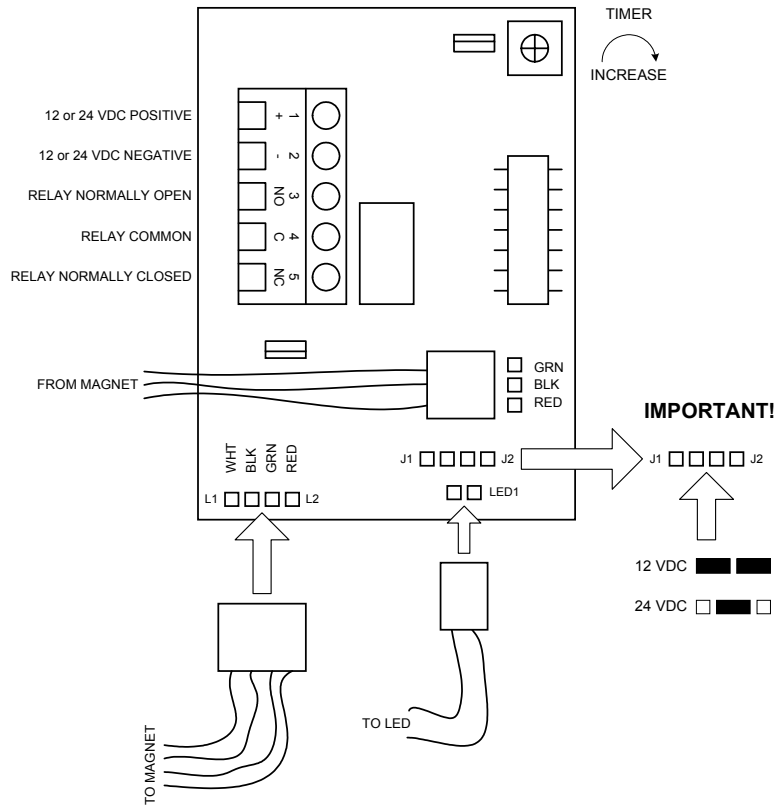 TIMER
INCREASE
12 or 24 VDC POSITIVE
+ 1
12 or 24 VDC NEGATIVE
- 2
RELAY NORMALLY OPEN
NO 3
RELAY COMMON
C 4
RELAY NORMALLY CLOSED
NC 5
FROM MAGNET
GRN
BLK
RED
IMPORTANT!
WHT
BLK
GRN
RED
J1
J2
J1
J2
L1
L2
LED1
12 VDC
24 VDC
TO LED
TO MAGNET